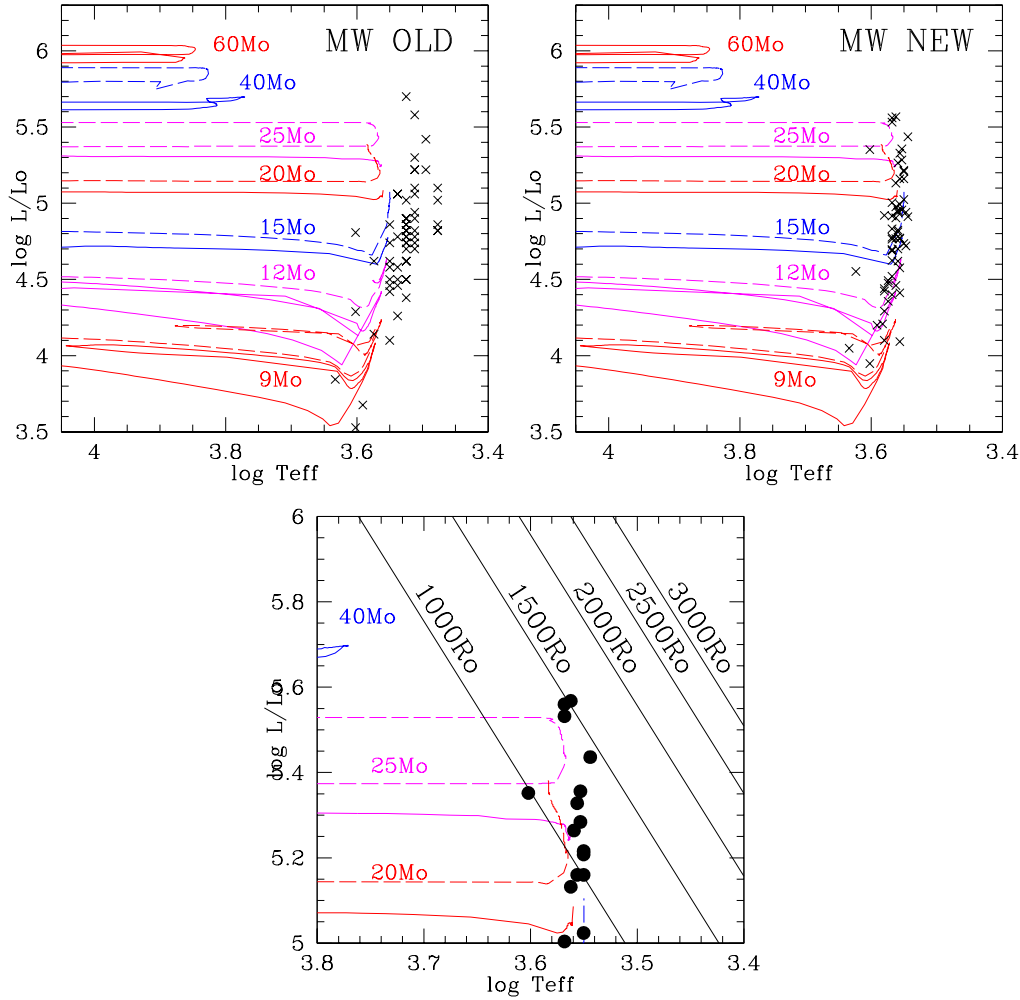 MW OLD
60Mo
40Mo
25Mo
20Mo
15Mo
12Mo
9Mo
6
5.5
5
4.5
4
3.5
log L/Lo
4
3.8
3.6
3.4
log Teff
MW NEW
60Mo
40Mo
25Mo
20Mo
15Mo
12Mo
9Mo
6
5.5
5
4.5
4
3.5
log L/Lo
4
3.8
3.6
3.4
log Teff
1000Ro
1500Ro
2000Ro
2500Ro
3000Ro
40Mo
25Mo
20Mo
6
5.8
5.6
5.4
5.2
5
log L/Lo
3.8
3.7
3.6
3.5
3.4
log Teff